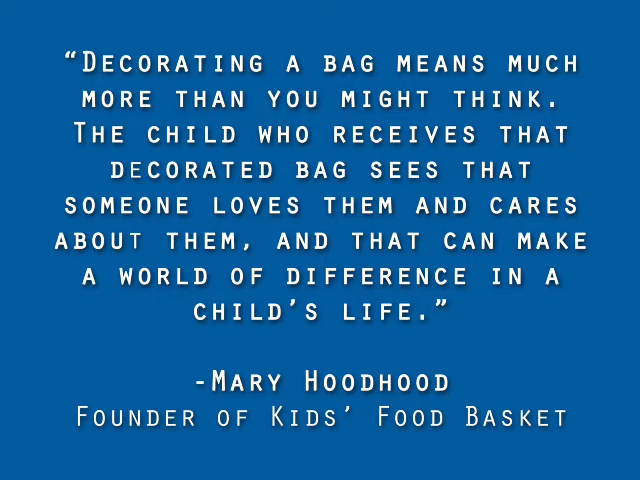 “Decorating a bag means much
more than you might think.
The child who receives that
decorated bag sees that
someone loves them and cares
about them, and that can make
a world of difference in a
child’s life.”
-Mary Hoodhood
Founder of Kids’ Food Basket